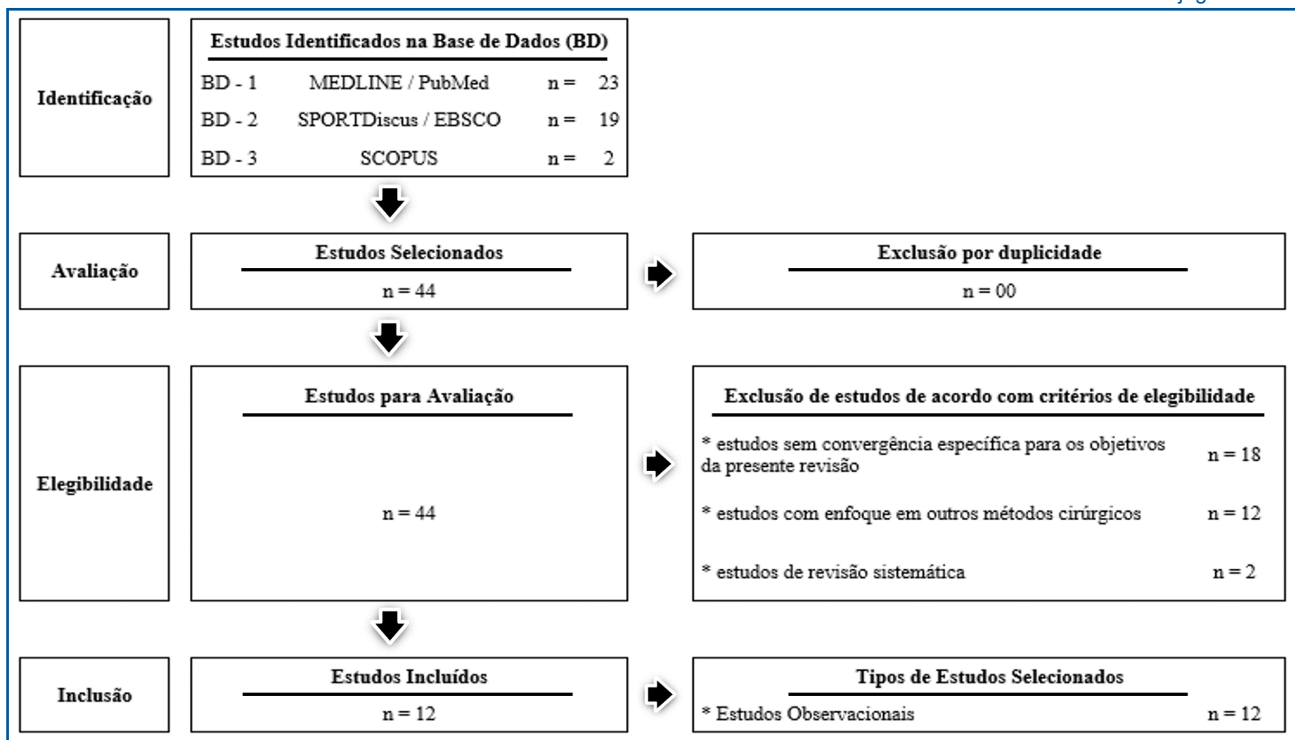 Identificação
Estudos Identificados na Base de Dados (BD)
BD - 1 MEDLINE / PubMed n = 23
BD - 2 SPORTDiscus / EBSCO n = 19
BD - 3 SCOPUS n = 2
Avaliação
Estudos Selecionados
n = 44
Exclusão por duplicidade
n = 00
Elegibilidade
Estudos para Avaliação
n = 44
Exclusão de estudos de acordo com critérios de elegibilidade
* estudos sem convergência específica para os objetivos
da presente revisão n = 18
* estudos com enfoque em outros métodos cirúrgicos n = 12
* estudos de revisão sistemática n = 2
Inclusão
Estudos Incluídos
n = 12
Tipos de Estudos Selecionados
* Estudos Observacionais n = 12